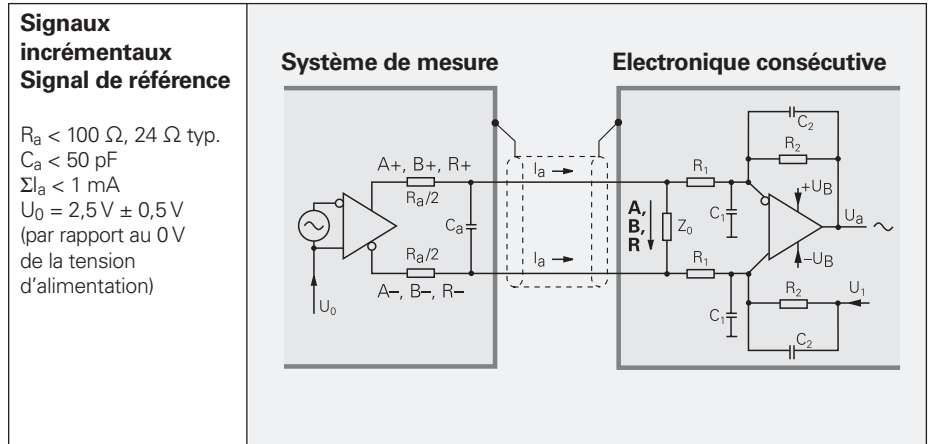 Signaux
incrémentaux
Signal de référence
Rₐ < 100 Ω, 24 Ω typ.
Cₐ < 50 pF
ΣIₐ < 1 mA
U₀ = 2,5 V ± 0,5 V
(par rapport au 0 V
de la tension
d’alimentation)
Système de mesure
Electronique consécutive
A+, B+, R+
Rₐ/2
Cₐ
Rₐ/2
A–, B–, R–
U₀
Iₐ
Iₐ
A,
B,
R
Z₀
R₁
C₁
R₁
C₁
C₂
R₂
+UB
Uₐ
–UB
R₂
U₁
C₂